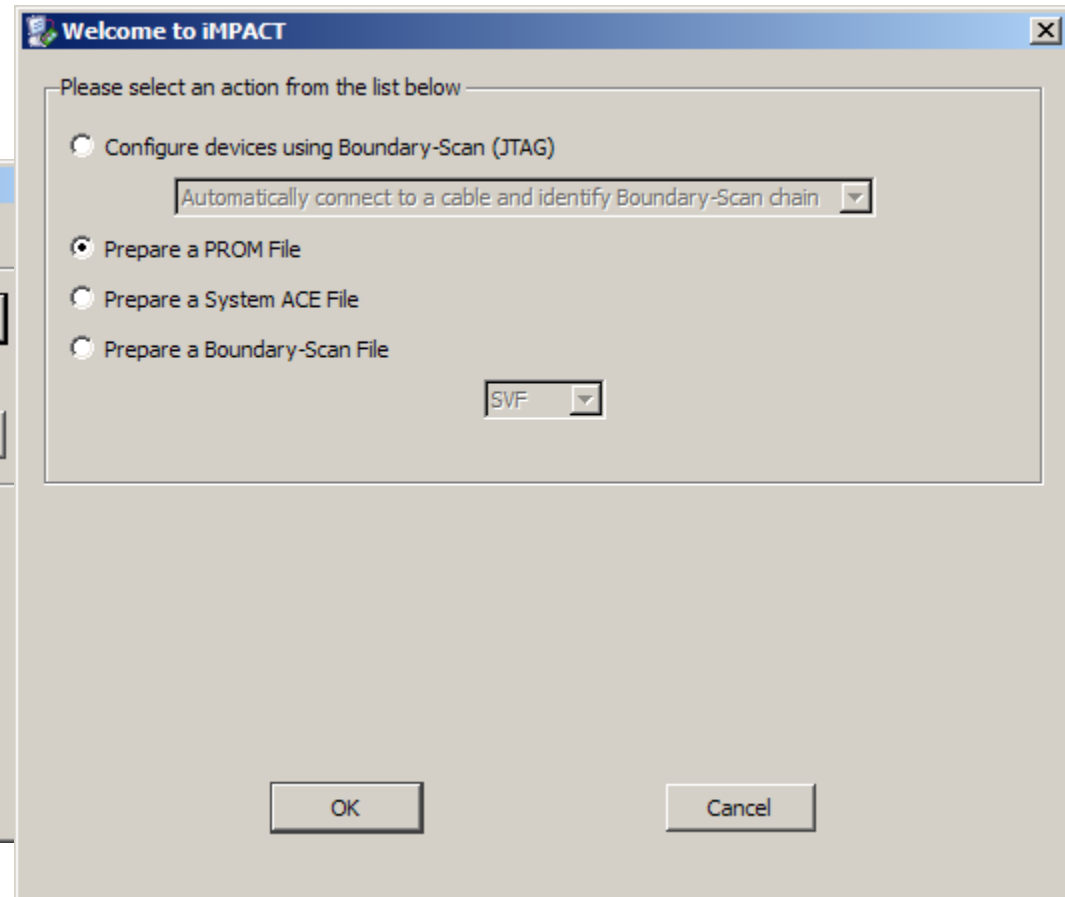 Welcome to iMPACT
Please select an action from the list below
Configure devices using Boundary-Scan (JTAG)
Automatically connect to a cable and identify Boundary-Scan chain
Prepare a PROM File
Prepare a System ACE File
Prepare a Boundary-Scan File
SVF
OK Cancel